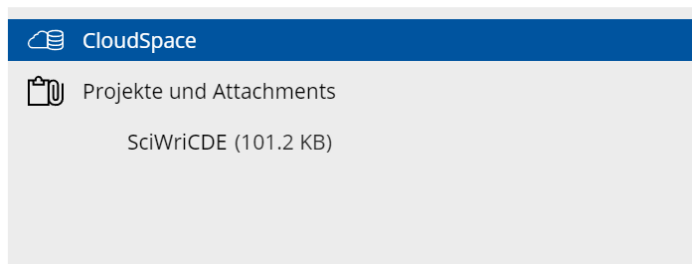 CloudSpace
Projekte und Attachments
SciWriCDE (101.2 KB)